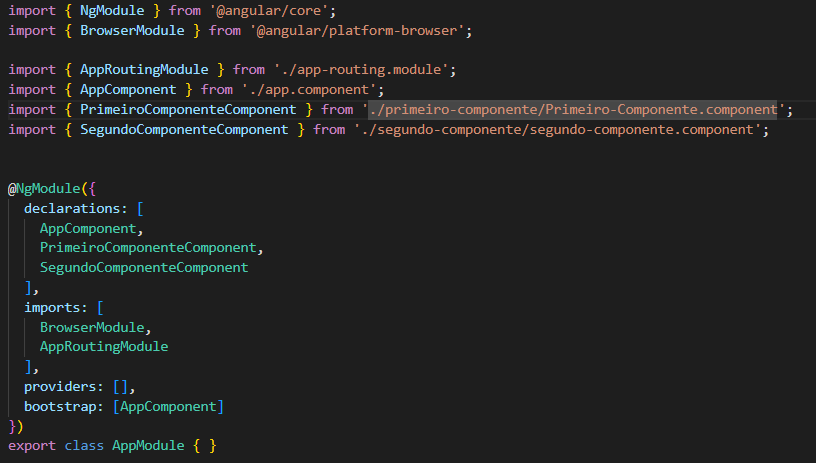 import { NgModule } from '@angular/core';
import { BrowserModule } from '@angular/platform-browser';
import { AppRoutingModule } from './app-routing.module';
import { AppComponent } from './app.component';
import { PrimeiroComponenteComponent } from './primeiro-componente/Primeiro-Componente.component';
import { SegundoComponenteComponent } from './segundo-componente/segundo-componente.component';
@NgModule({
  declarations: [
    AppComponent,
    PrimeiroComponenteComponent,
    SegundoComponenteComponent
  ],
  imports: [
    BrowserModule,
    AppRoutingModule
  ],
  providers: [],
  bootstrap: [AppComponent]
})
export class AppModule { }